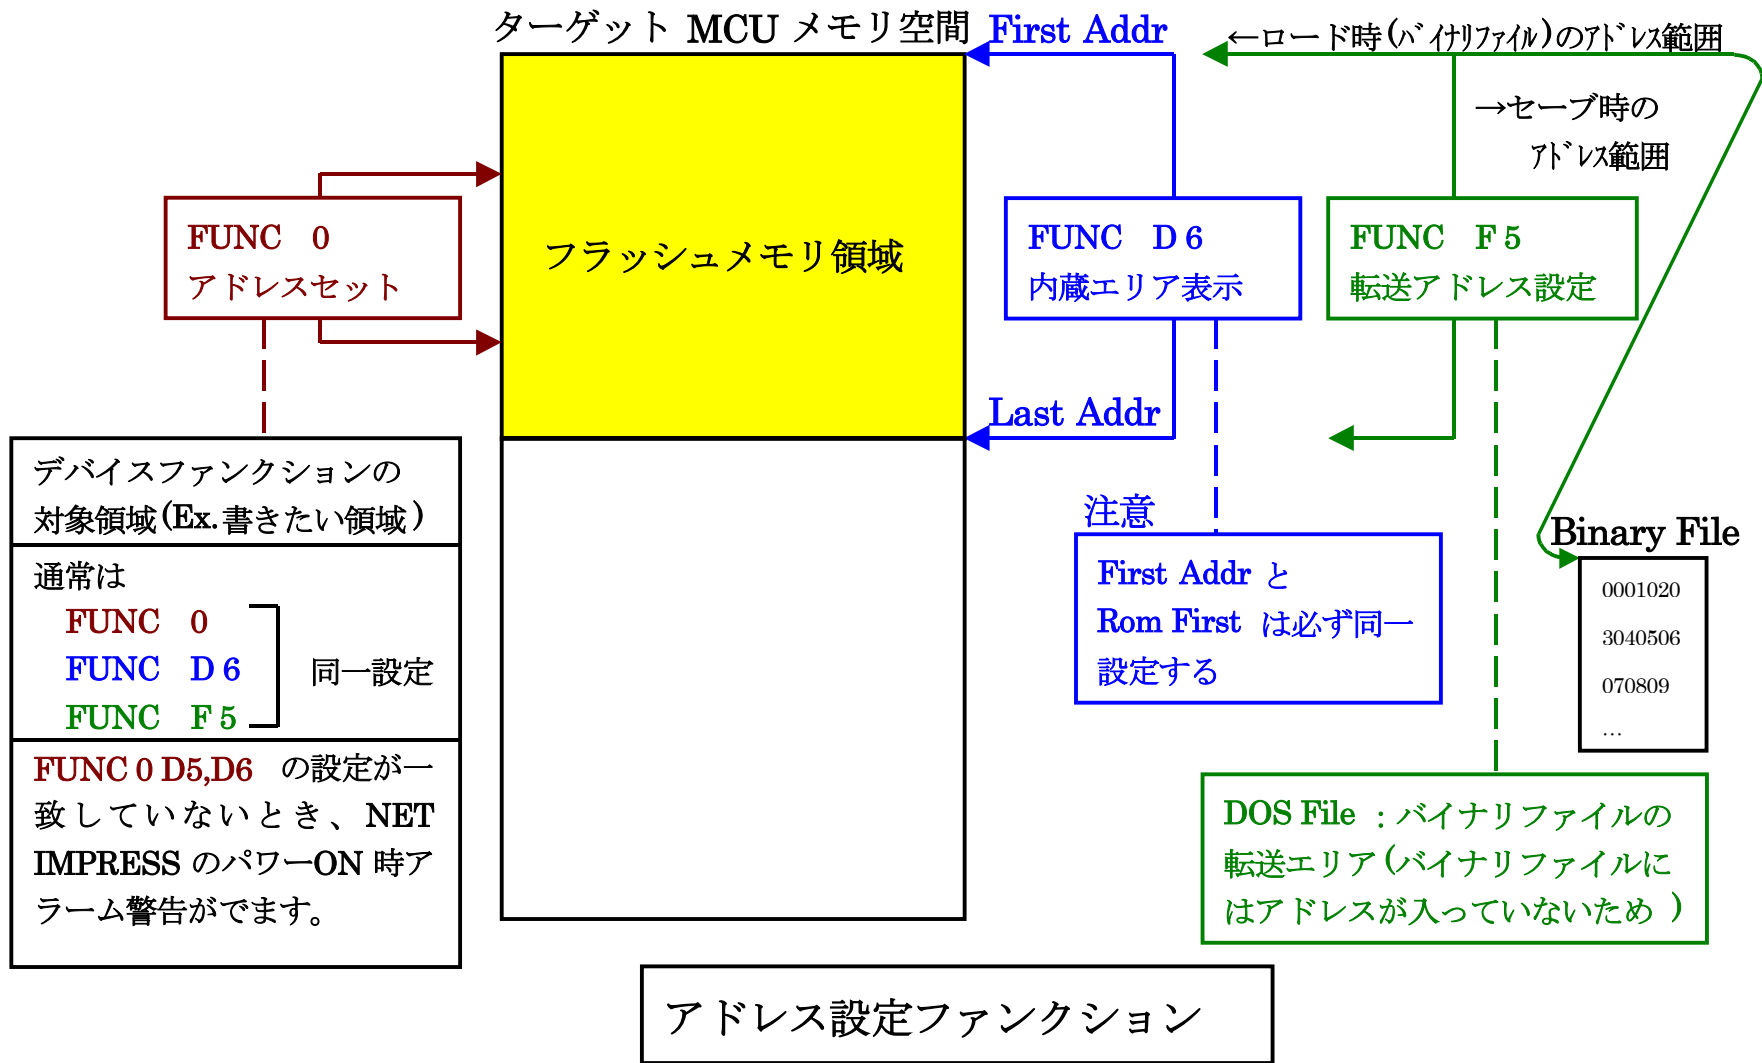 ターゲット MCU メモリ空間
First Addr
←ロード時(ﾊﾞｲﾅﾘﾌｧｲﾙ)のｱﾄﾞﾚｽ範囲
→セーブ時の
ｱﾄﾞﾚｽ範囲
FUNC 0
アドレスセット
フラッシュメモリ領域
FUNC D 6
内蔵エリア表示
FUNC F 5
転送アドレス設定
Last Addr
デバイスファンクションの
対象領域(Ex.書きたい領域)
通常は
FUNC 0
FUNC D 6
FUNC F 5
同一設定
FUNC 0 D5,D6 の設定が一
致していないとき、NET
IMPRESS のパワーON 時ア
ラーム警告がでます。
注意
First Addr と
Rom First は必ず同一
設定する
Binary File
0001020
3040506
070809
…
DOS File : バイナリファイルの
転送エリア(バイナリファイルに
はアドレスが入っていないため )
アドレス設定ファンクション